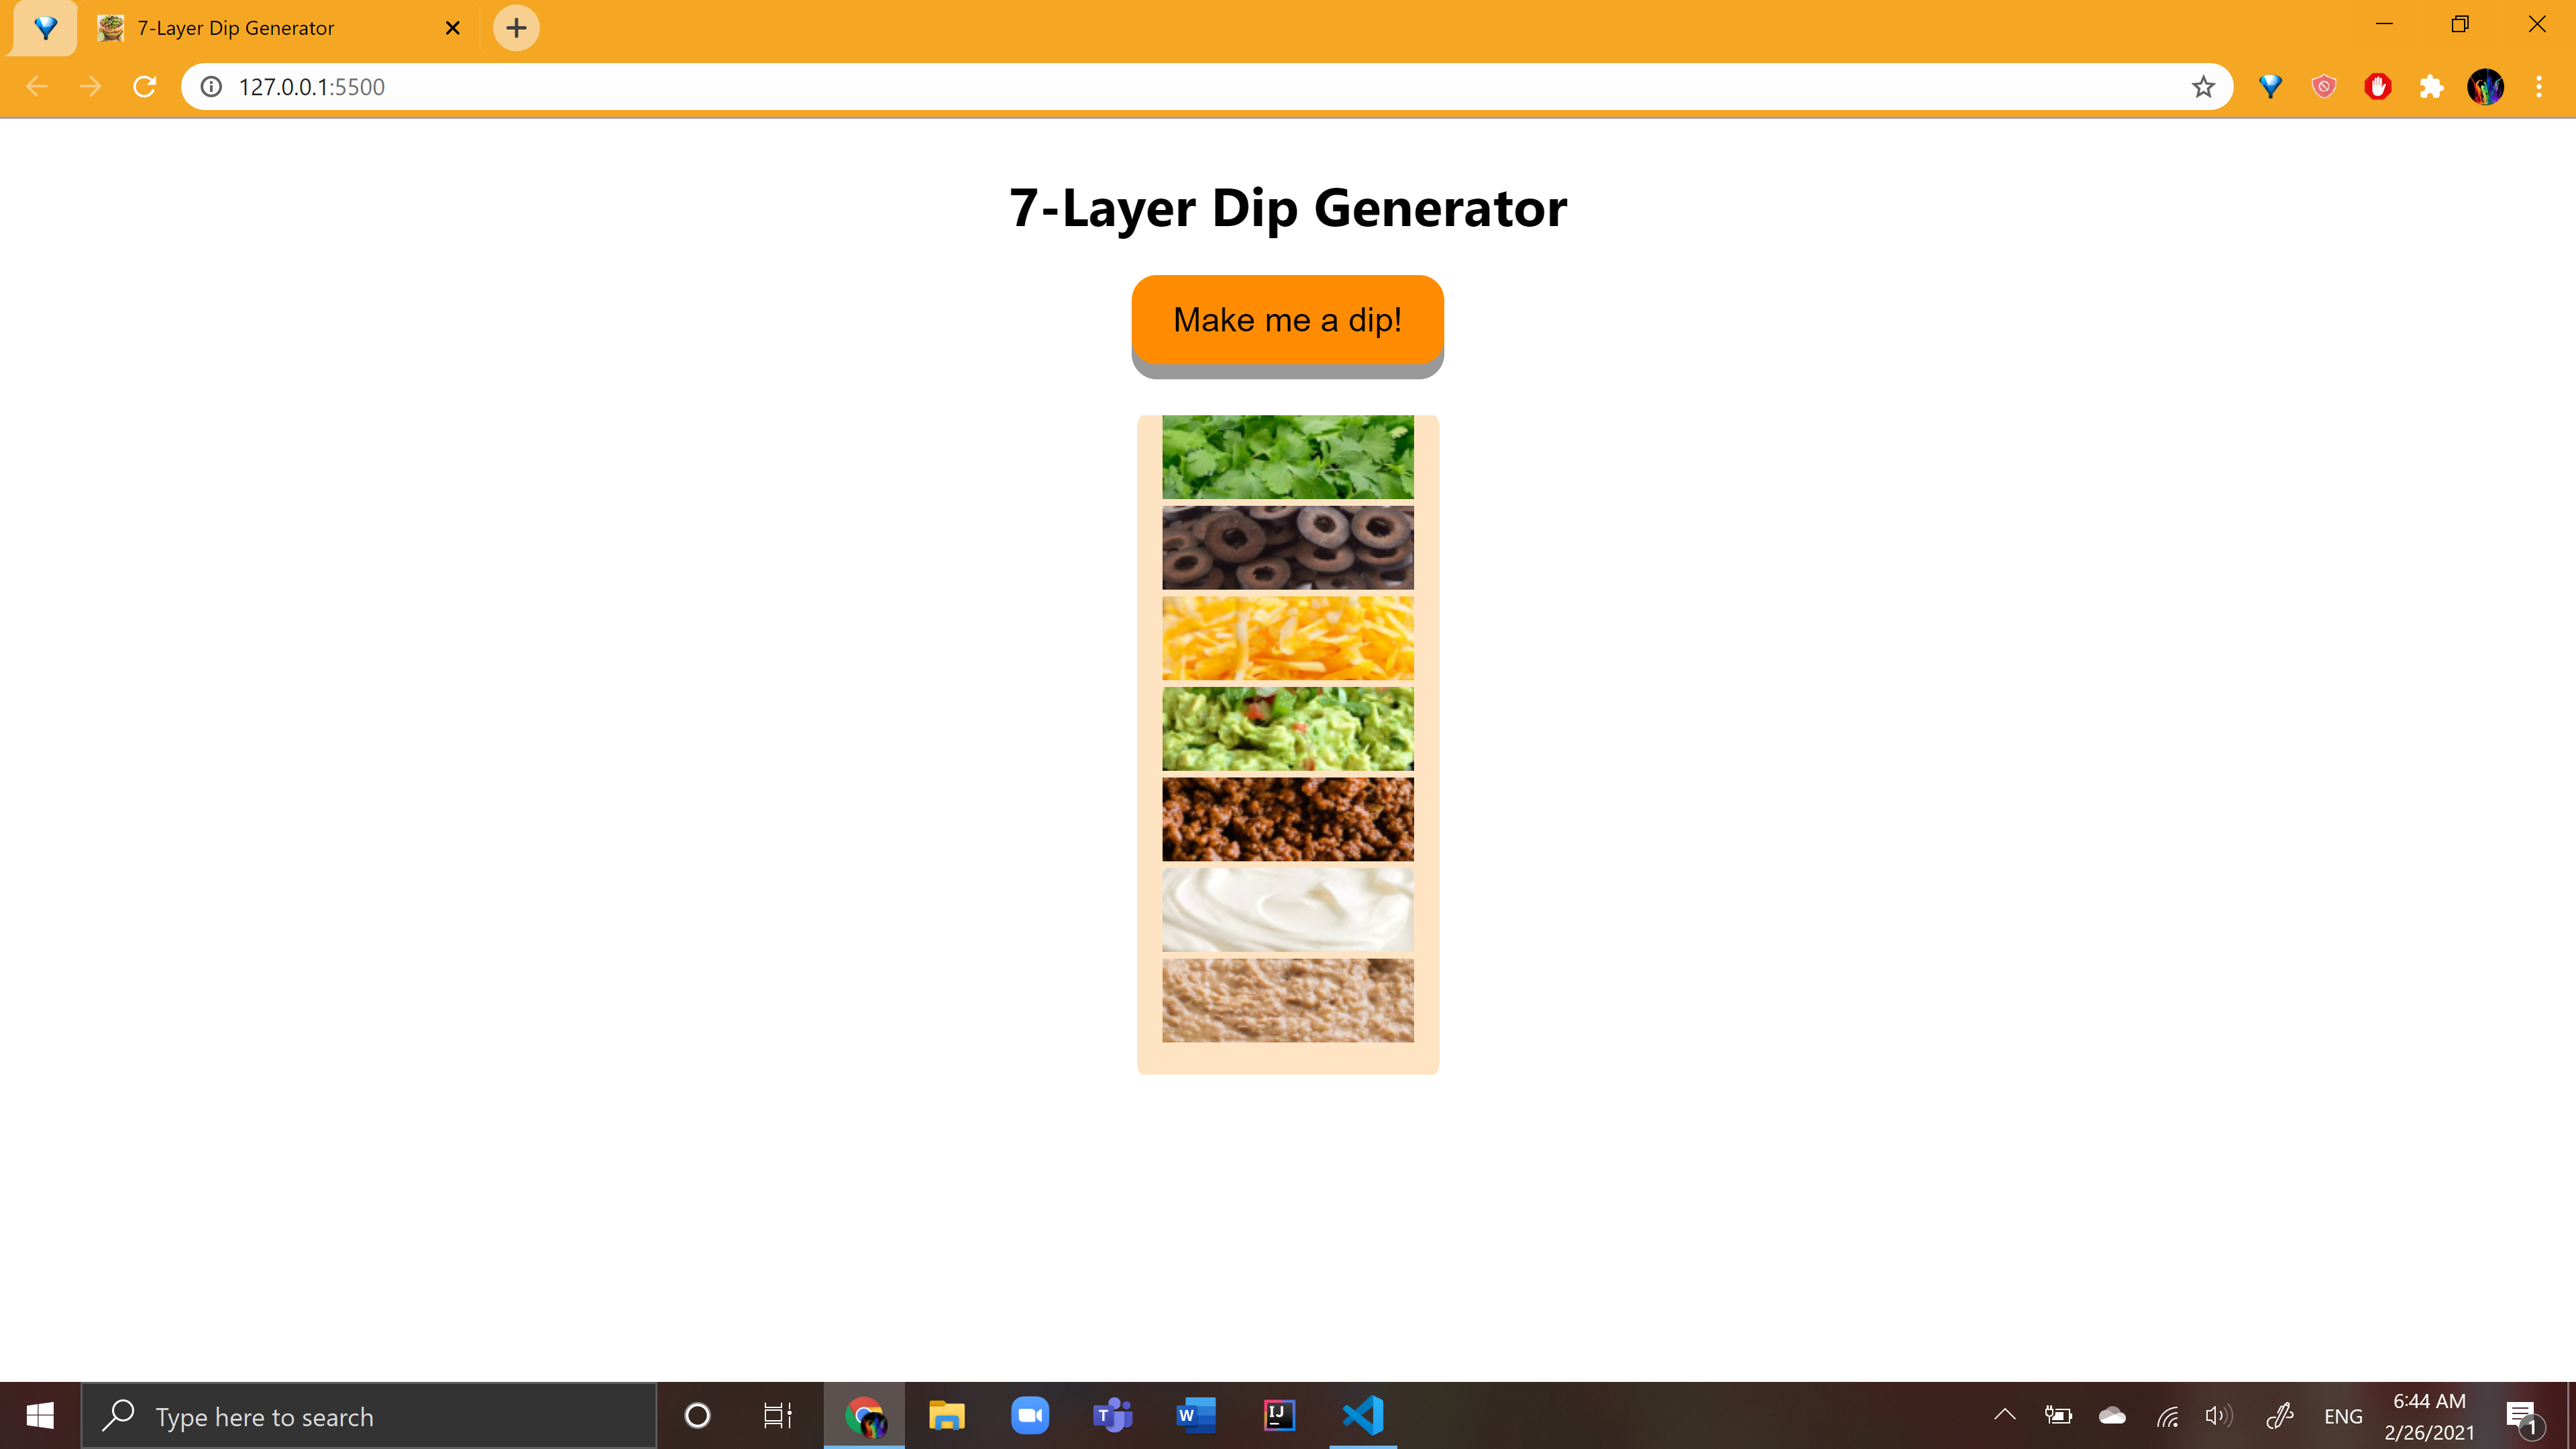 7-Layer Dip Generator
127.0.0.1:5500
7-Layer Dip Generator
Make me a dip!
Type here to search
T
W
IJ
ENG
6:44 AM
2/26/2021
1